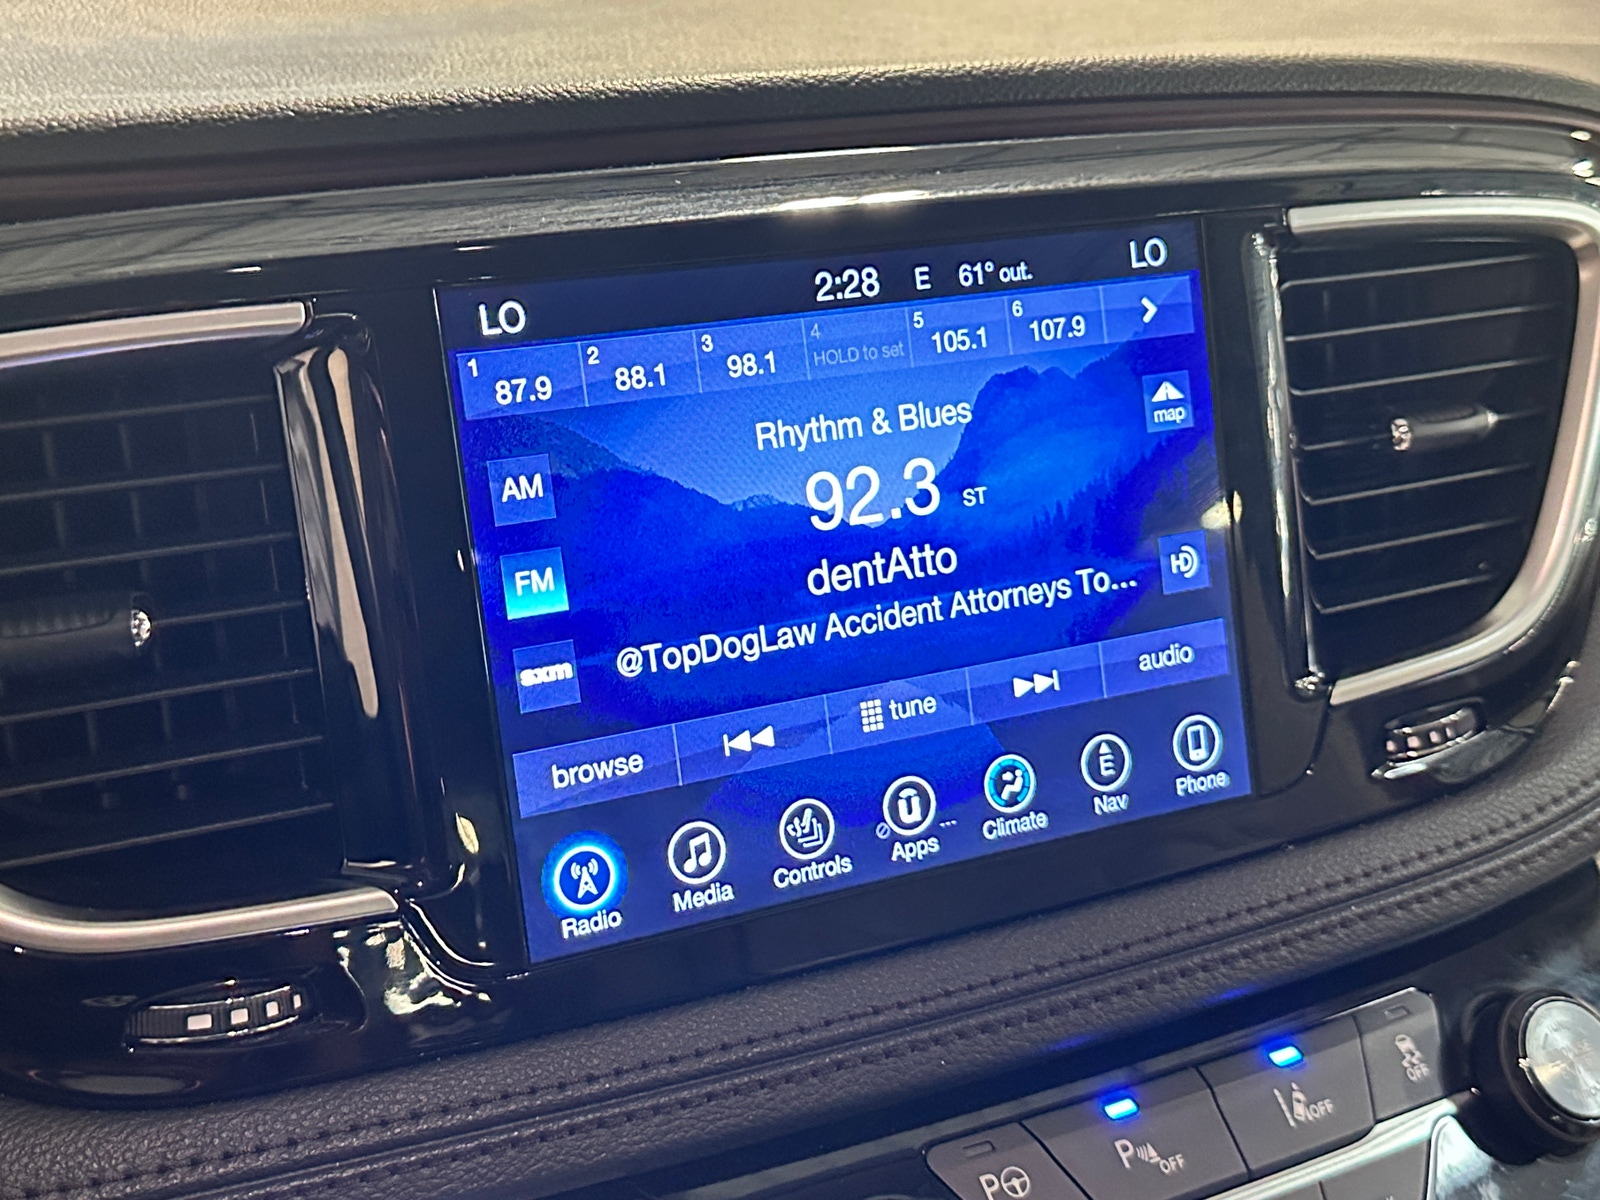 LO
2:28 E 61° out.
LO
1 87.9
2 88.1
3 98.1
4 HOLD to set
5 105.1
6 107.9
map
Rhythm & Blues
AM
92.3 ST
FM
dentAtto
HD
@TopDogLaw Accident Attorneys To...
sxm
browse
tune
audio
Radio
Media
Controls
Apps
Climate
E
Nav
Phone
P
P OFF
OFF
OFF